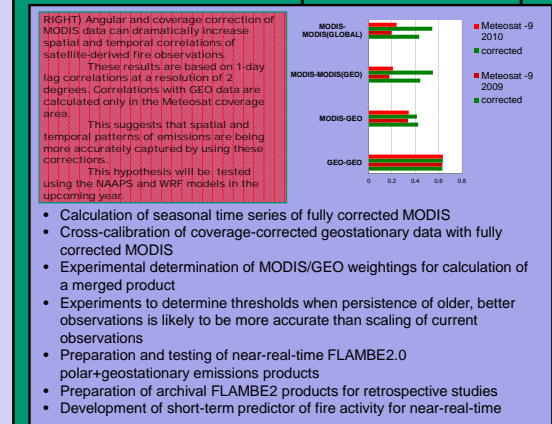 RIGHT) Angular and coverage correction of
MODIS data can dramatically increase
spatial and temporal correlations of
satellite-derived fire observations.
These results are based on 1-day
lag correlations at a resolution of 2
degrees. Correlations with GEO data are
calculated only in the Meteosat coverage
area.
This suggests that spatial and
temporal patterns of emissions are being
more accurately captured by using these
corrections.
This hypothesis will be tested
using the NAAPS and WRF models in the
upcoming year.
MODIS-
MODIS(GLOBAL)
MODIS-MODIS(GEO)
MODIS-GEO
GEO-GEO
0 0.2 0.4 0.6 0.8
Meteosat -9
2010
corrected
Meteosat -9
2009
corrected
• Calculation of seasonal time series of fully corrected MODIS
• Cross-calibration of coverage-corrected geostationary data with fully
corrected MODIS
• Experimental determination of MODIS/GEO weightings for calculation of
a merged product
• Experiments to determine thresholds when persistence of older, better
observations is likely to be more accurate than scaling of current
observations
• Preparation and testing of near-real-time FLAMBE2.0
polar+geostationary emissions products
• Preparation of archival FLAMBE2 products for retrospective studies
• Development of short-term predictor of fire activity for near-real-time